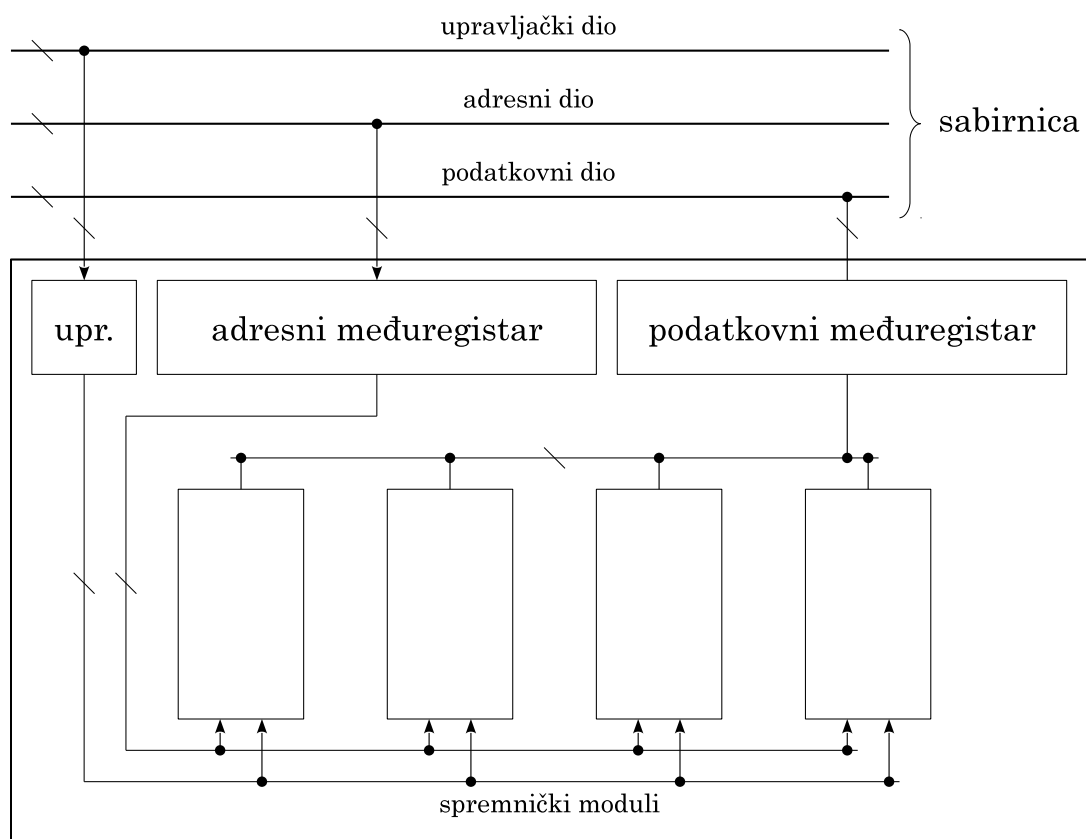 upravljački dio
adresni dio
sabirnica
podatkovni dio
upr.
adresni međuregistar
podatkovni međuregistar
spremnički moduli